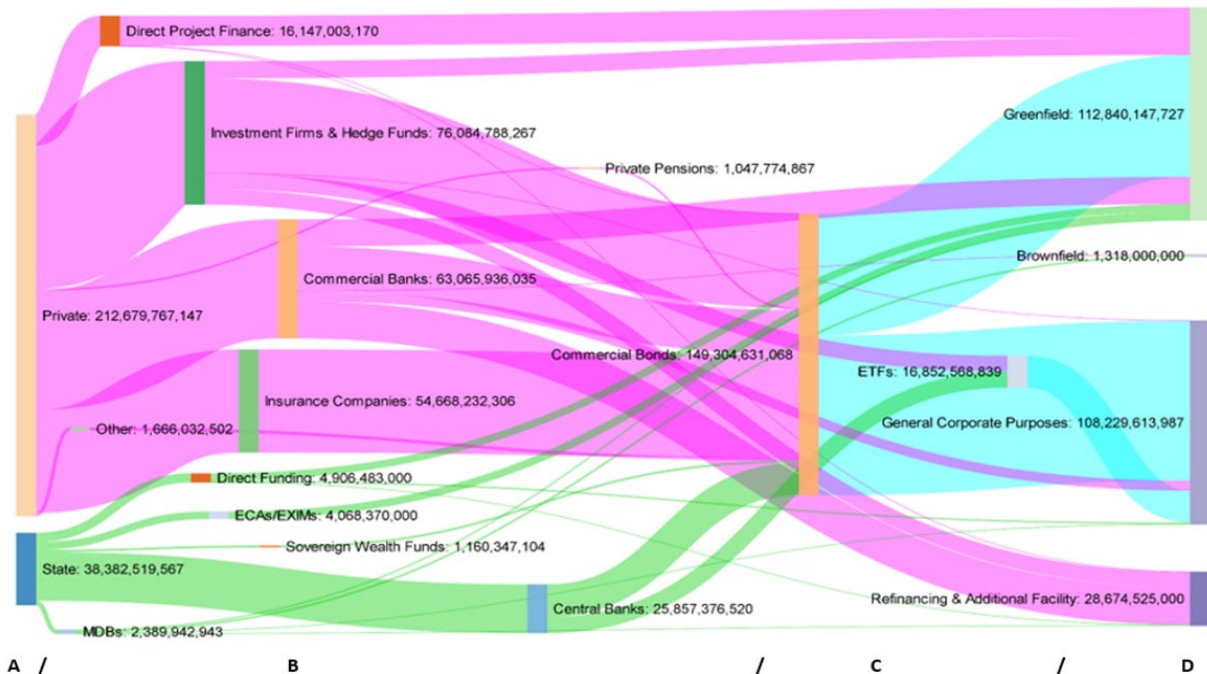 Direct Project Finance: 16,147,003,170
Greenfield: 112,840,147,727
Investment Firms & Hedge Funds: 76,084,788,267
Private Pensions: 1,047,774,867
Brownfield: 1,318,000,000
Commercial Banks: 63,065,936,035
Private: 212,679,767,147
Commercial Bonds: 149,304,631,068
ETFs: 16,852,568,839
Insurance Companies: 54,668,232,306
General Corporate Purposes: 108,229,613,987
Other: 1,666,032,502
Direct Funding: 4,906,483,000
ECAs/EXIMs: 4,068,370,000
Sovereign Wealth Funds: 1,160,347,104
State: 38,382,519,567
Refinancing & Additional Facility: 28,674,525,000
Central Banks: 25,857,376,520
MDBs: 2,389,942,943
A / B / C / D